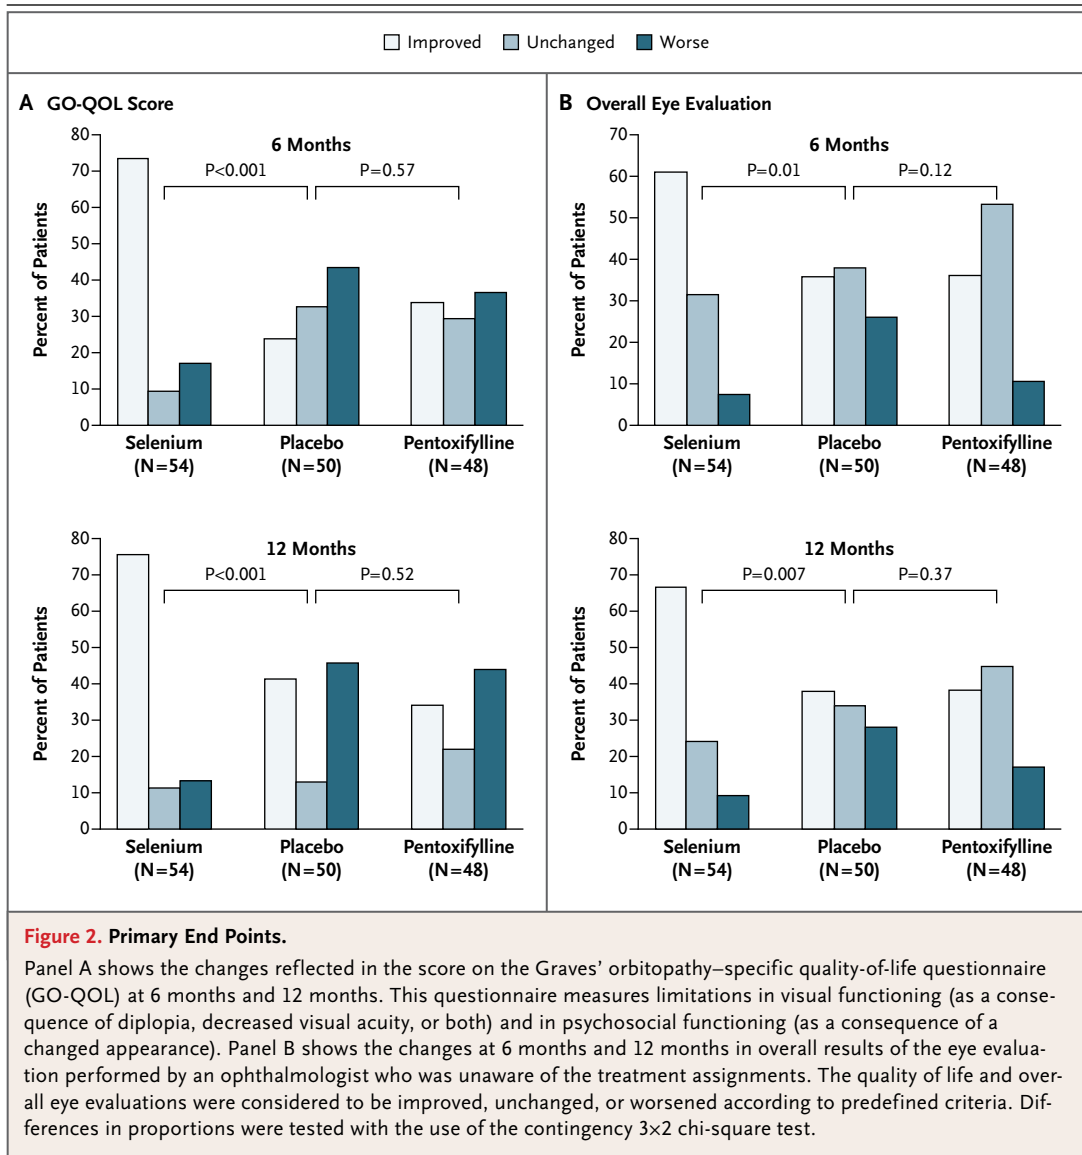 Improved Unchanged Worse
A GO-QOL Score
6 Months
P<0.001 P=0.57
Percent of Patients
80
70
60
50
40
30
20
10
0
Selenium (N=54)
Placebo (N=50)
Pentoxifylline (N=48)
12 Months
P<0.001 P=0.52
Percent of Patients
80
70
60
50
40
30
20
10
0
Selenium (N=54)
Placebo (N=50)
Pentoxifylline (N=48)
B Overall Eye Evaluation
6 Months
P=0.01 P=0.12
Percent of Patients
70
60
50
40
30
20
10
0
Selenium (N=54)
Placebo (N=50)
Pentoxifylline (N=48)
12 Months
P=0.007 P=0.37
Percent of Patients
80
70
60
50
40
30
20
10
0
Selenium (N=54)
Placebo (N=50)
Pentoxifylline (N=48)
Figure 2. Primary End Points.
Panel A shows the changes reflected in the score on the Graves' orbitopathy–specific quality-of-life questionnaire
(GO-QOL) at 6 months and 12 months. This questionnaire measures limitations in visual functioning (as a conse-
quence of diplopia, decreased visual acuity, or both) and in psychosocial functioning (as a consequence of a
changed appearance). Panel B shows the changes at 6 months and 12 months in overall results of the eye evalua-
tion performed by an ophthalmologist who was unaware of the treatment assignments. The quality of life and over-
all eye evaluations were considered to be improved, unchanged, or worsened according to predefined criteria. Dif-
ferences in proportions were tested with the use of the contingency 3×2 chi-square test.